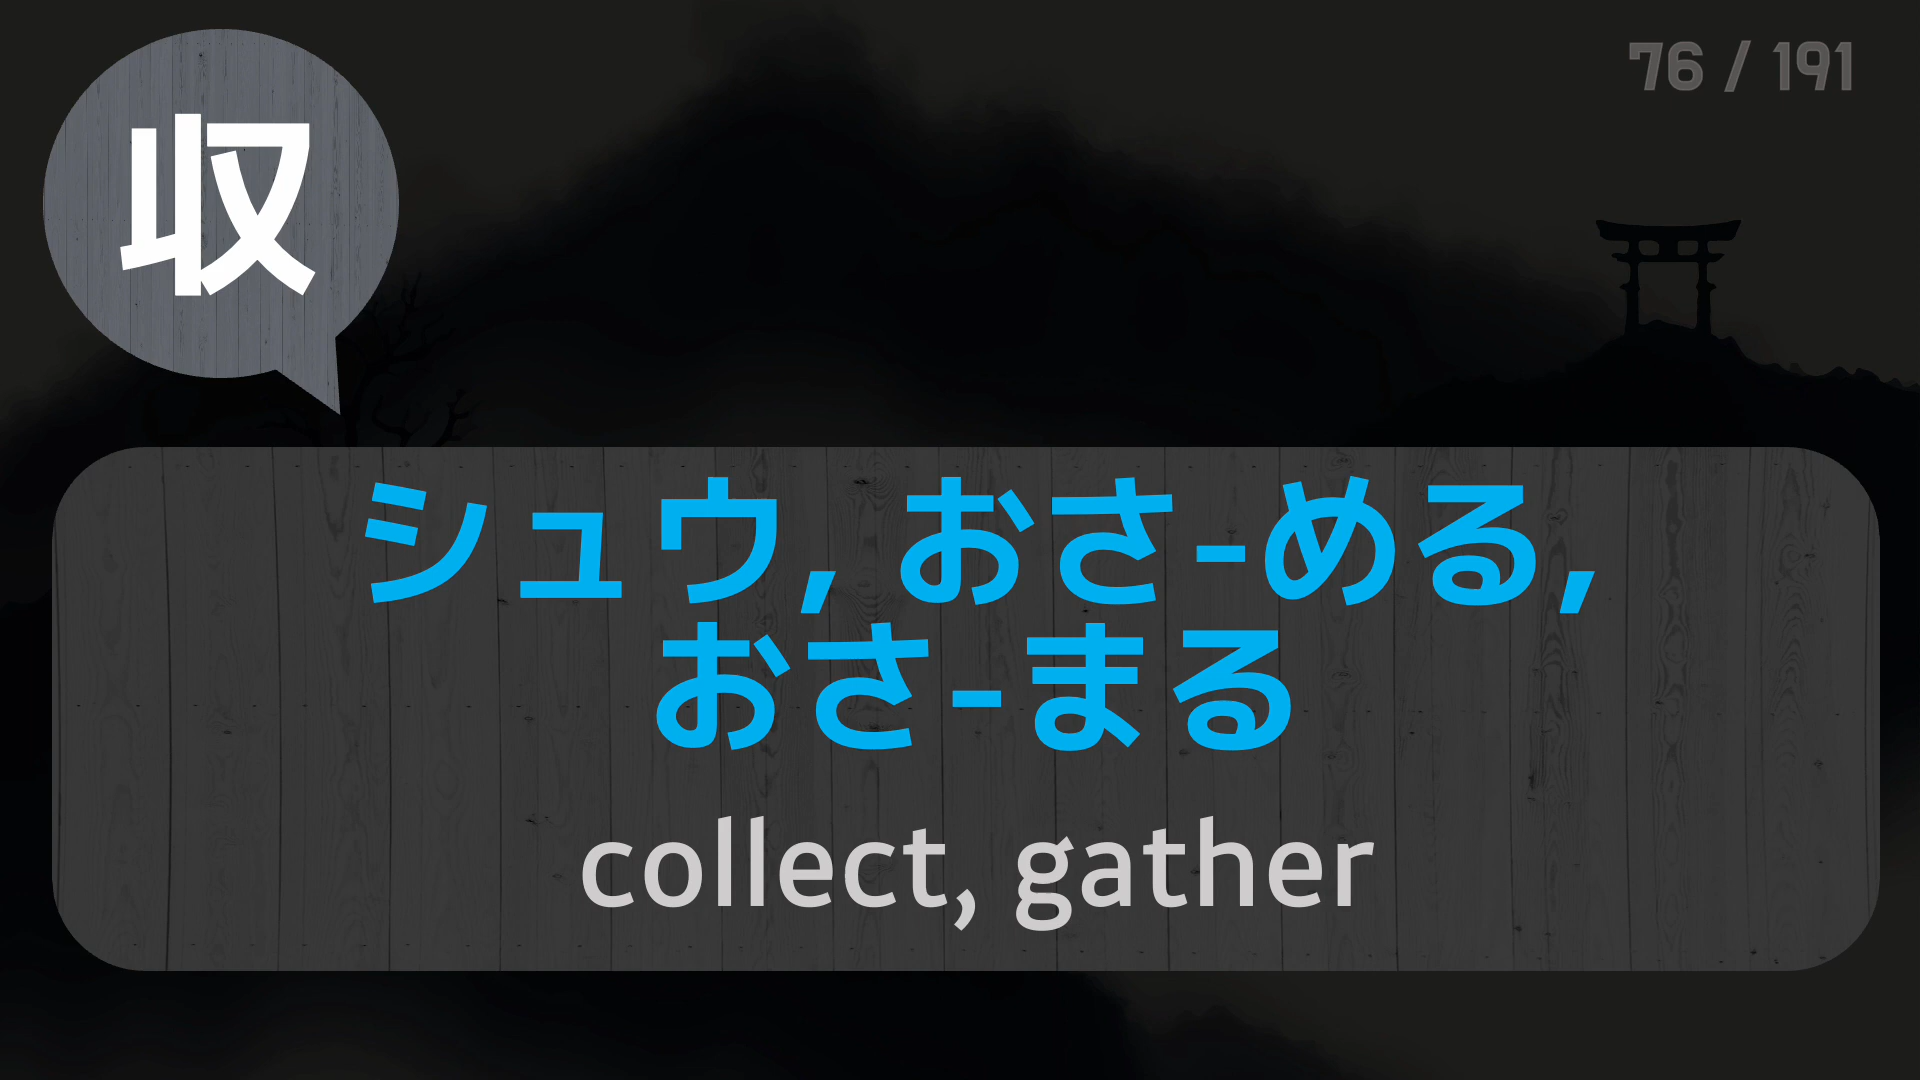 収
76 / 191
シュウ, おさ-める,
おさ-まる
collect, gather